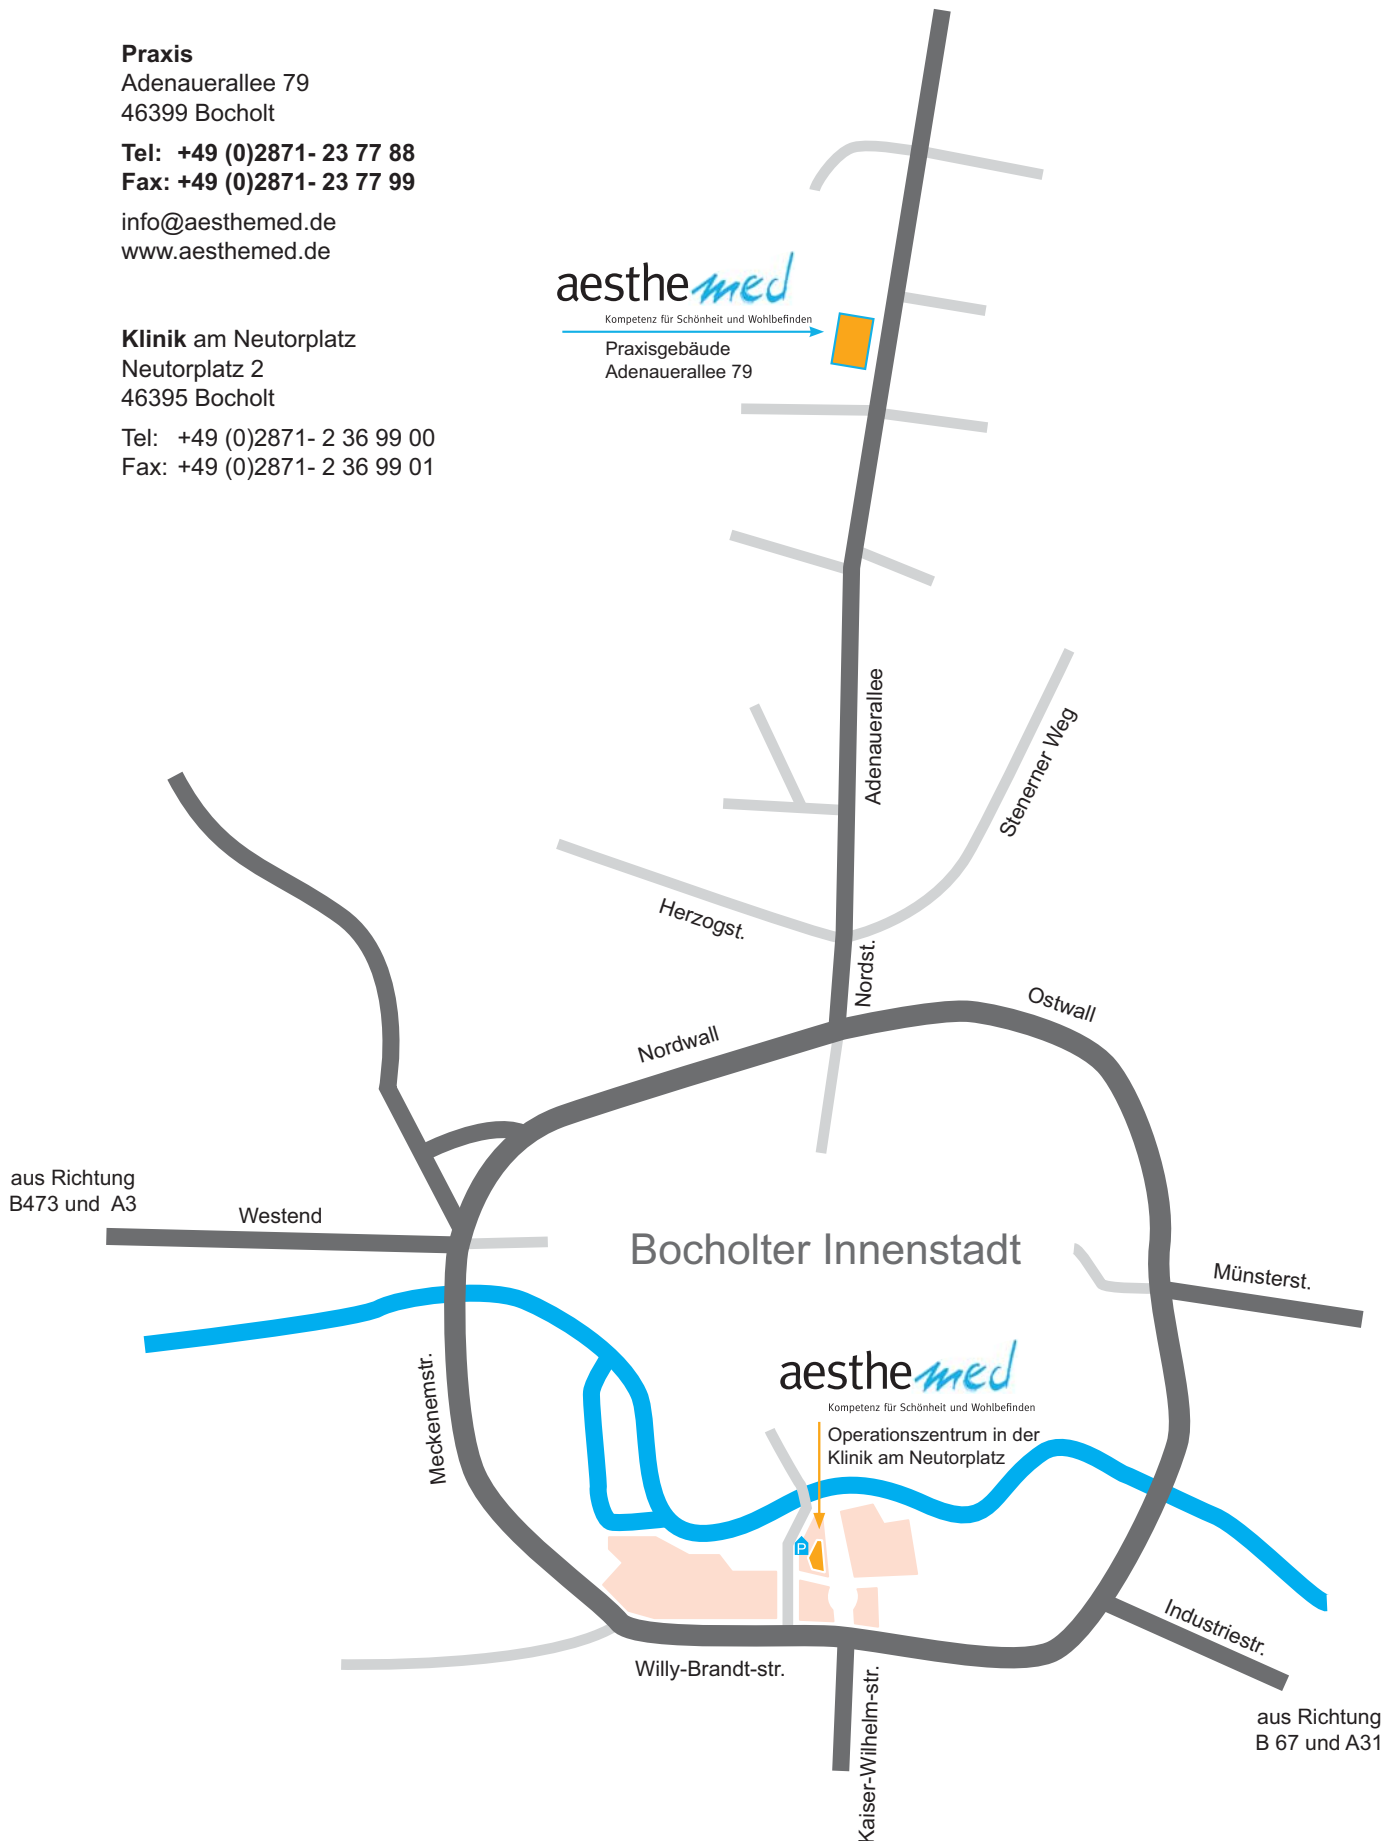 Praxis
Adenauerallee 79
46399 Bocholt
Tel: +49 (0)2871- 23 77 88
Fax: +49 (0)2871- 23 77 99
info@aesthemed.de
www.aesthemed.de
Klinik am Neutorplatz
Neutorplatz 2
46395 Bocholt
Tel: +49 (0)2871- 2 36 99 00
Fax: +49 (0)2871- 2 36 99 01
aesthemed
Kompetenz für Schönheit und Wohlbefinden
Praxisgebäude
Adenauerallee 79
Adenauerallee
Stenerner Weg
Herzogst.
Nordst.
Ostwall
Nordwall
aus Richtung
B473 und A3
Westend
Bocholter Innenstadt
Münsterst.
Meckenemstr.
aesthemed
Kompetenz für Schönheit und Wohlbefinden
Operationszentrum in der
Klinik am Neutorplatz
P
Industriestr.
Willy-Brandt-str.
Kaiser-Wilhelm-str.
aus Richtung
B 67 und A31